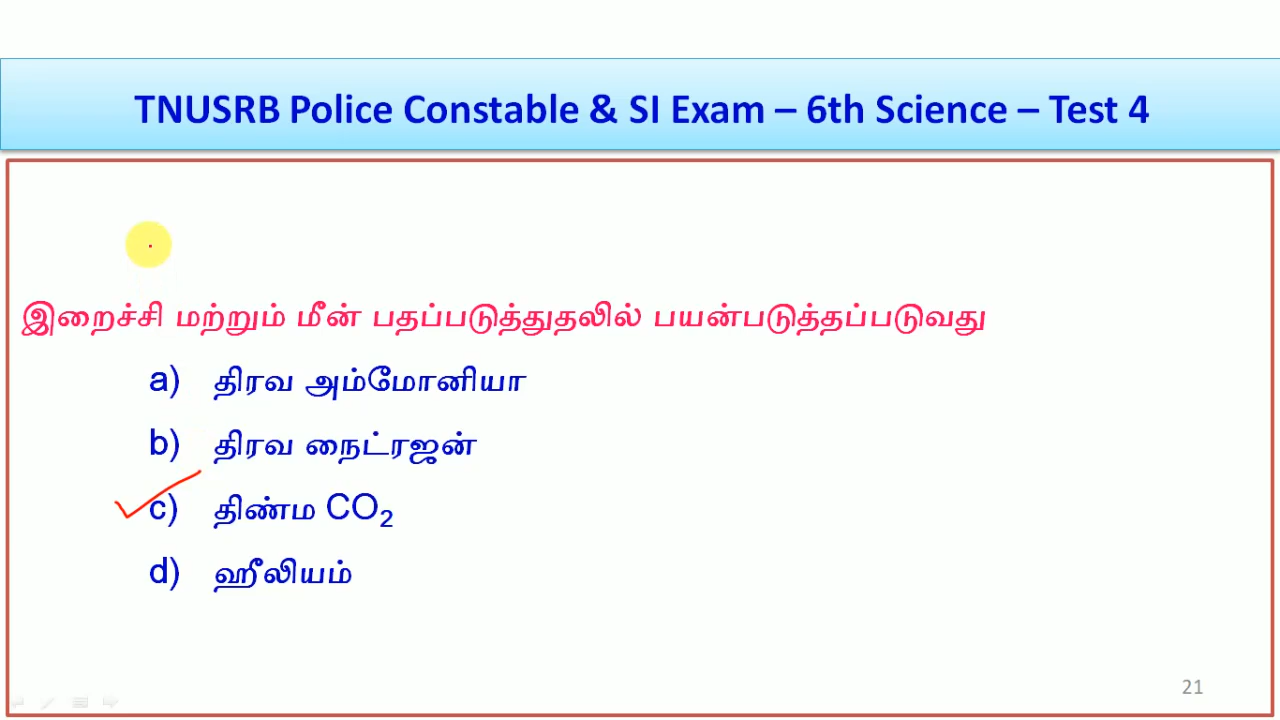 TNUSRB Police Constable & SI Exam – 6th Science – Test 4
இறைச்சி மற்றும் மீன் பதப்படுத்துதலில் பயன்படுத்தப்படுவது
a) திரவ அம்மோனியா
b) திரவ நைட்ரஜன்
c) திண்ம CO₂
d) ஹீலியம்
21